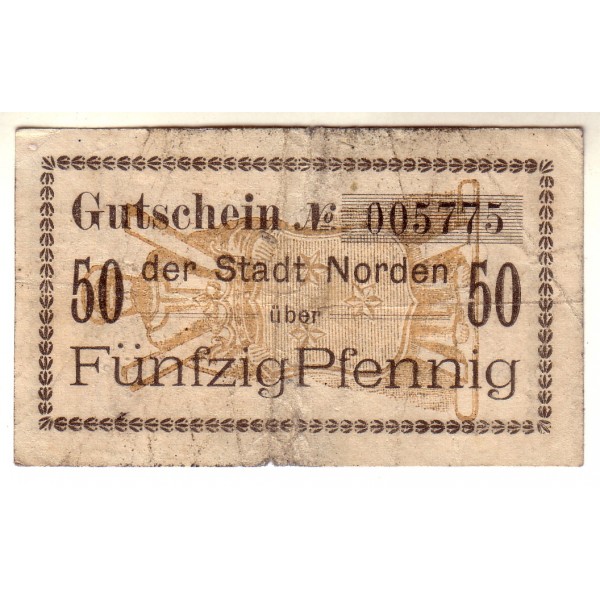 Gutschein № 005775
50 der Stadt Norden 50
über
Fünfzig Pfennig